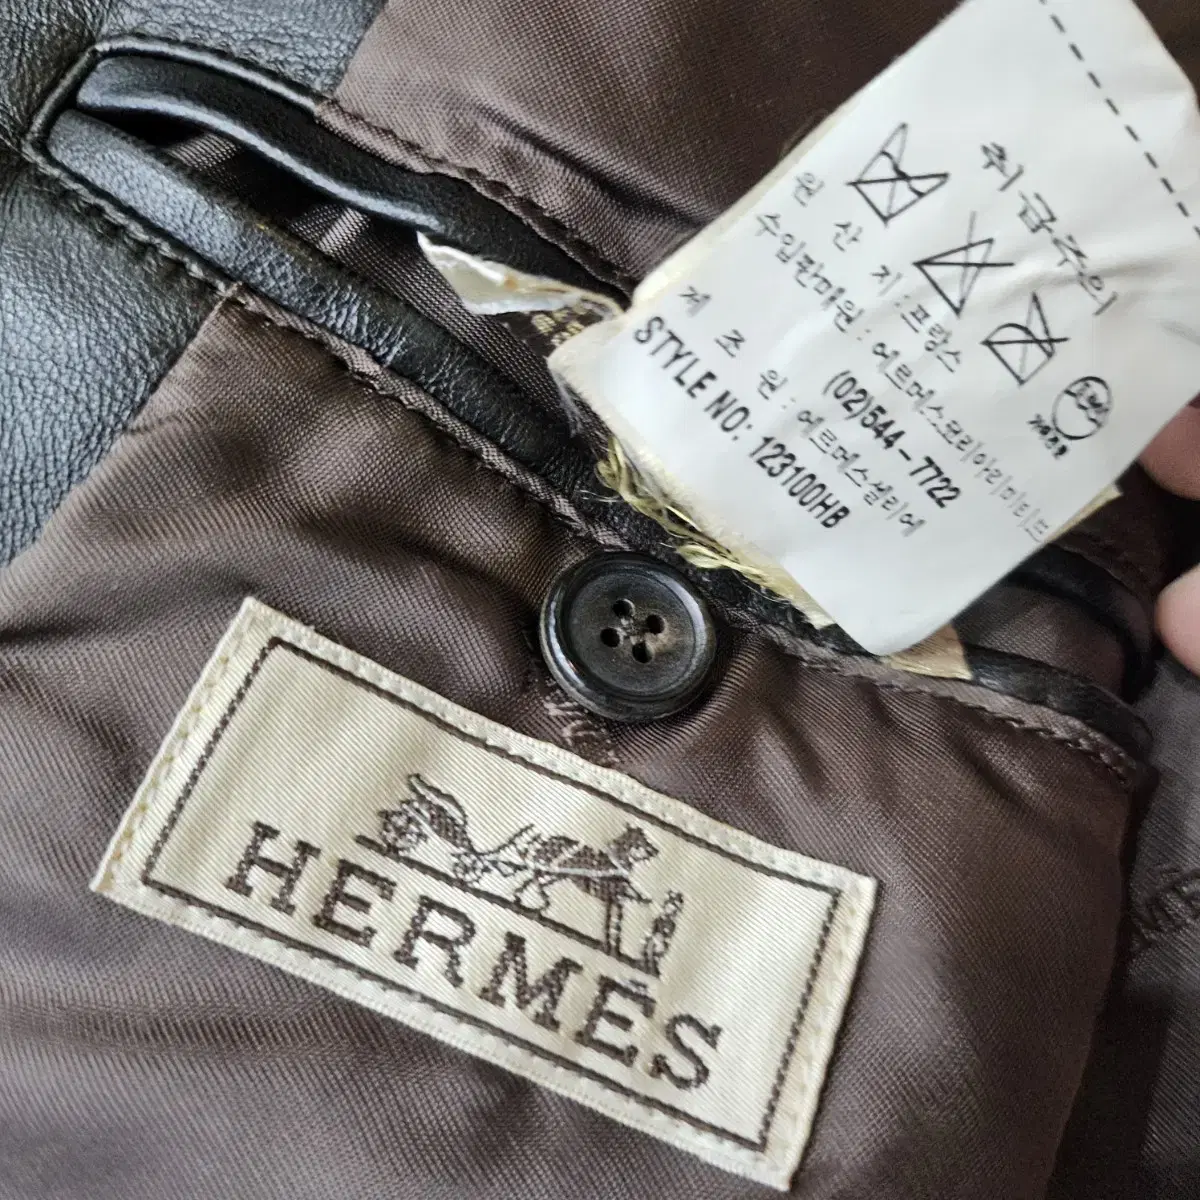 취급주의
원산지 : 프랑스
수입판매원 : 에르메스코리아리미티드
(02)544-7722
제조원 : 에르메스셀리에
STYLE NO: 123100HB
HERMES